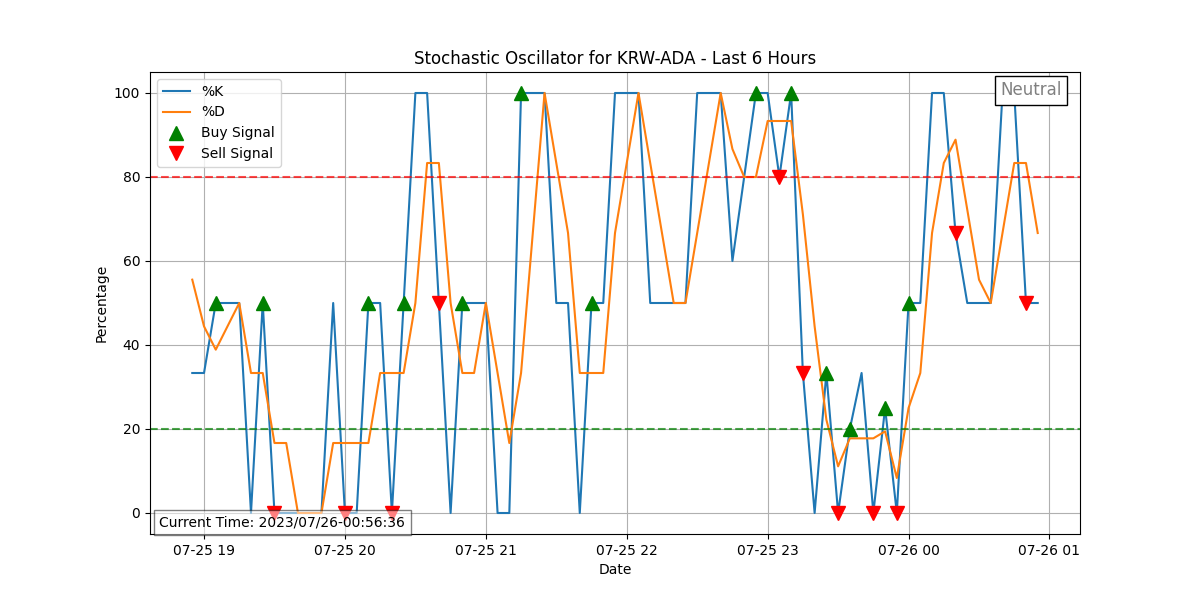 Stochastic Oscillator for KRW-ADA - Last 6 Hours
%K
%D
Buy Signal
Sell Signal
Neutral
100
80
60
40
20
0
Percentage
Current Time: 2023/07/26-00:56:36
07-25 19
07-25 20
07-25 21
07-25 22
07-25 23
07-26 00
07-26 01
Date